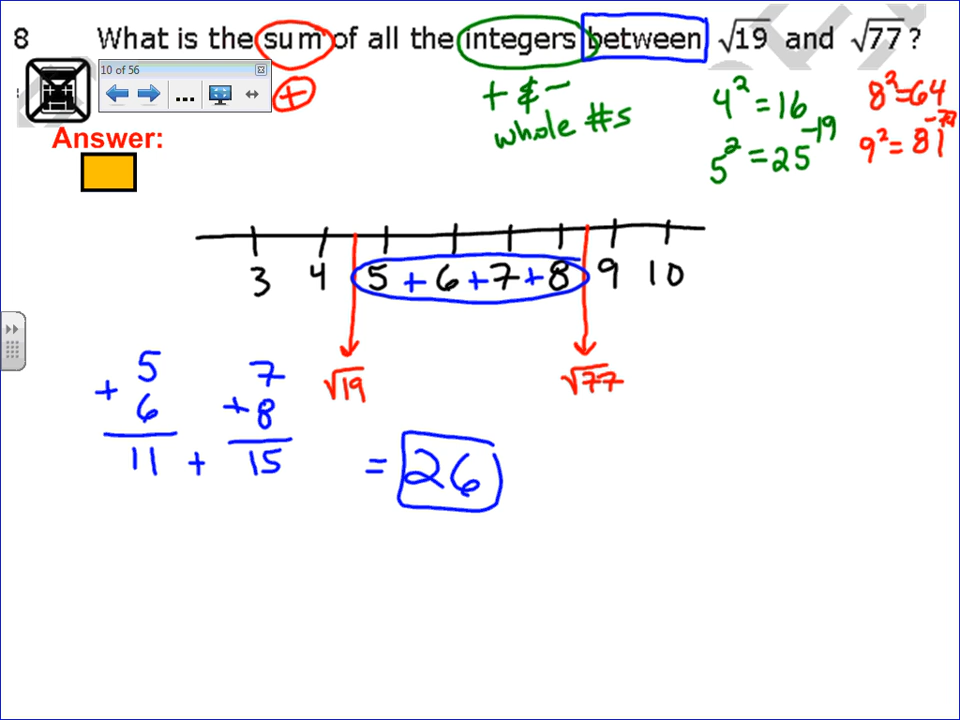 8 What is the sum of all the integers between √19 and √77?
10 of 56
+
+ & -
whole #s
4² = 16
5² = 25
-19
8² = 64
9² = 81
-77
Answer:
3 4 5 + 6 + 7 + 8 9 10
√19 √77
5
+ 6
11
+
7
+ 8
15
= 26